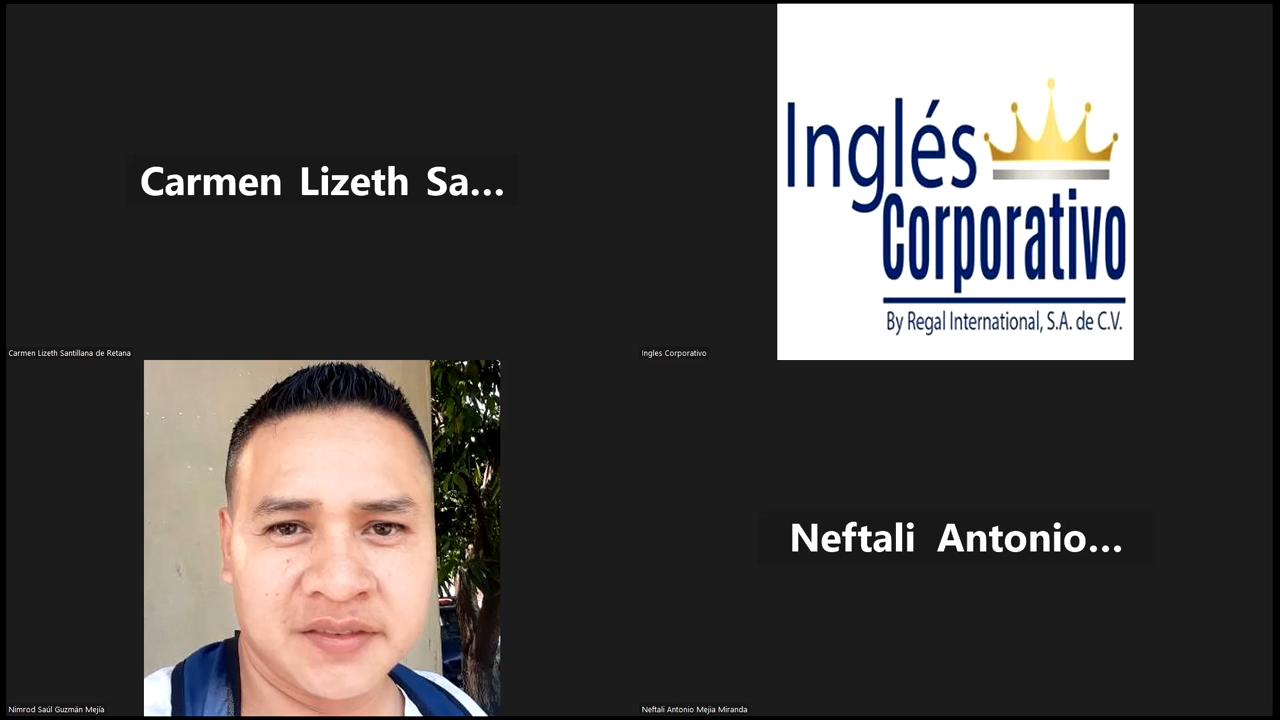 Carmen Lizeth Sa...
Carmen Lizeth Santillana de Retana
Inglés
Corporativo
By Regal International, S.A. de C.V.
Ingles Corporativo
Nimrod Saúl Guzmán Mejía
Neftali Antonio...
Neftali Antonio Mejia Miranda